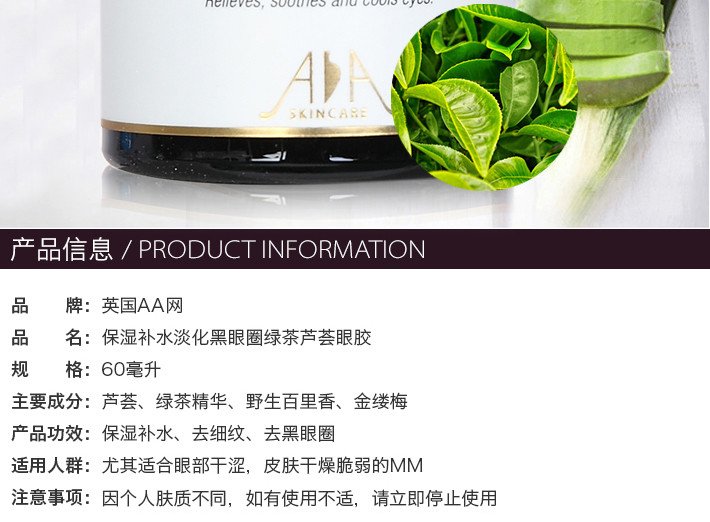 Relieves, soothes and cools eyes.
AA
SKINCARE
产品信息 / PRODUCT INFORMATION
品 牌：英国AA网
品 名：保湿补水淡化黑眼圈绿茶芦荟眼胶
规 格：60毫升
主要成分：芦荟、绿茶精华、野生百里香、金缕梅
产品功效：保湿补水、去细纹、去黑眼圈
适用人群：尤其适合眼部干涩，皮肤干燥脆弱的MM
注意事项：因个人肤质不同，如有使用不适，请立即停止使用